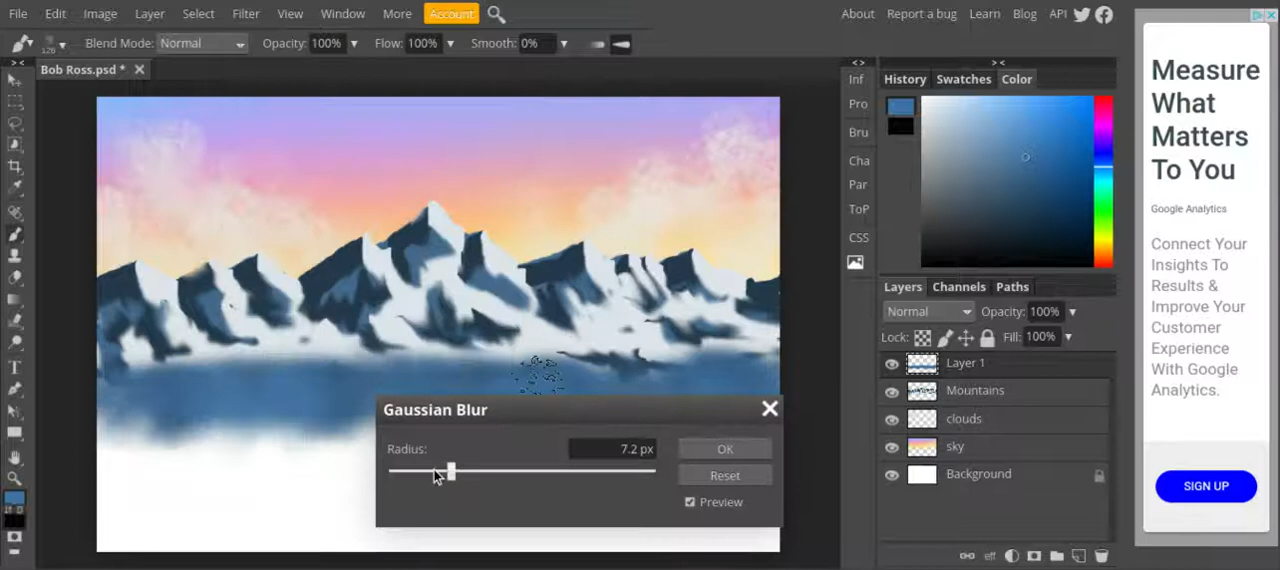 File Edit Image Layer Select Filter View Window More Account About Report a bug Learn Blog API
126 Blend Mode: Normal Opacity: 100% Flow: 100% Smooth: 0%
Bob Ross.psd *
Inf
Pro
Bru
Cha
Par
ToP
CSS
History Swatches Color
Layers Channels Paths
Normal Opacity: 100%
Lock: Fill: 100%
Layer 1
Mountains
clouds
sky
Background
eff
Gaussian Blur
Radius: 7.2 px OK
Reset
Preview
Measure
What
Matters
To You
Google Analytics
Connect Your
Insights To
Results &
Improve Your
Customer
Experience
With Google
Analytics.
SIGN UP